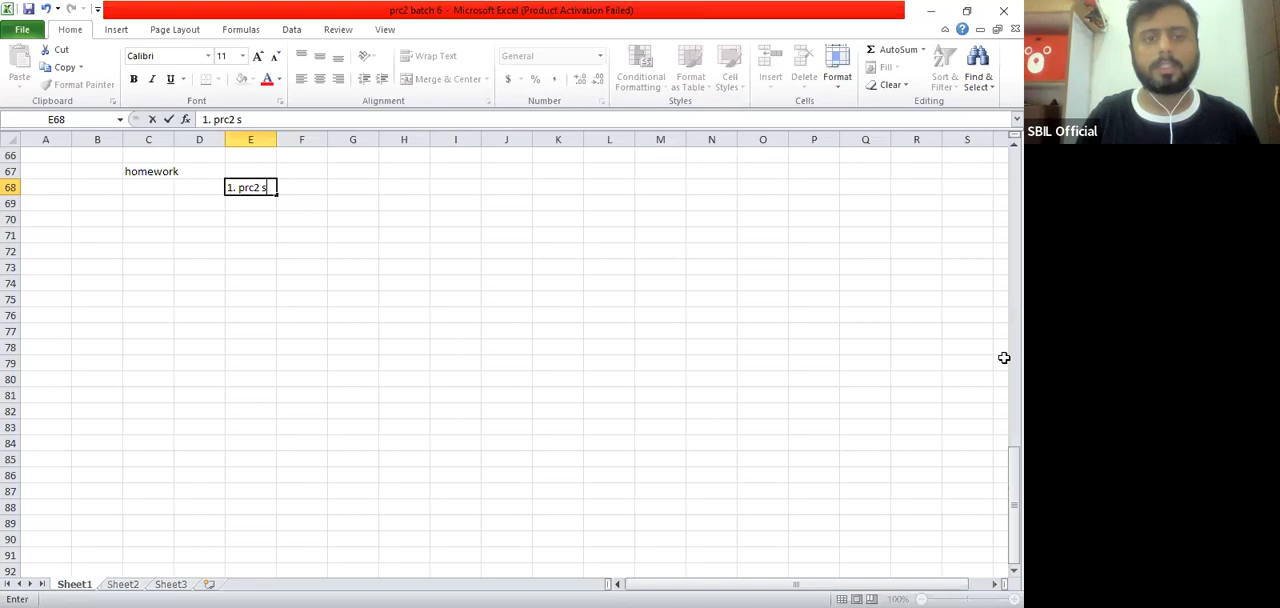 prc2 batch 6 - Microsoft Excel (Product Activation Failed)
File Home Insert Page Layout Formulas Data Review View
Paste Cut Copy Format Painter Clipboard
Calibri 11 A A B I U A Font
Wrap Text Merge & Center Alignment
General $ % , Number
Conditional Formatting Format as Table Cell Styles Styles
Insert Delete Format Cells
Σ AutoSum Fill Clear Sort & Filter Find & Select Editing
E68 fx 1. prc2 s
A B C D E F G H I J K L M N O P Q R S
66
67 homework
68 1. prc2 s
69
70
71
72
73
74
75
76
77
78
79
80
81
82
83
84
85
86
87
88
89
90
91
92
Sheet1 Sheet2 Sheet3
Enter 100%
SBIL Official